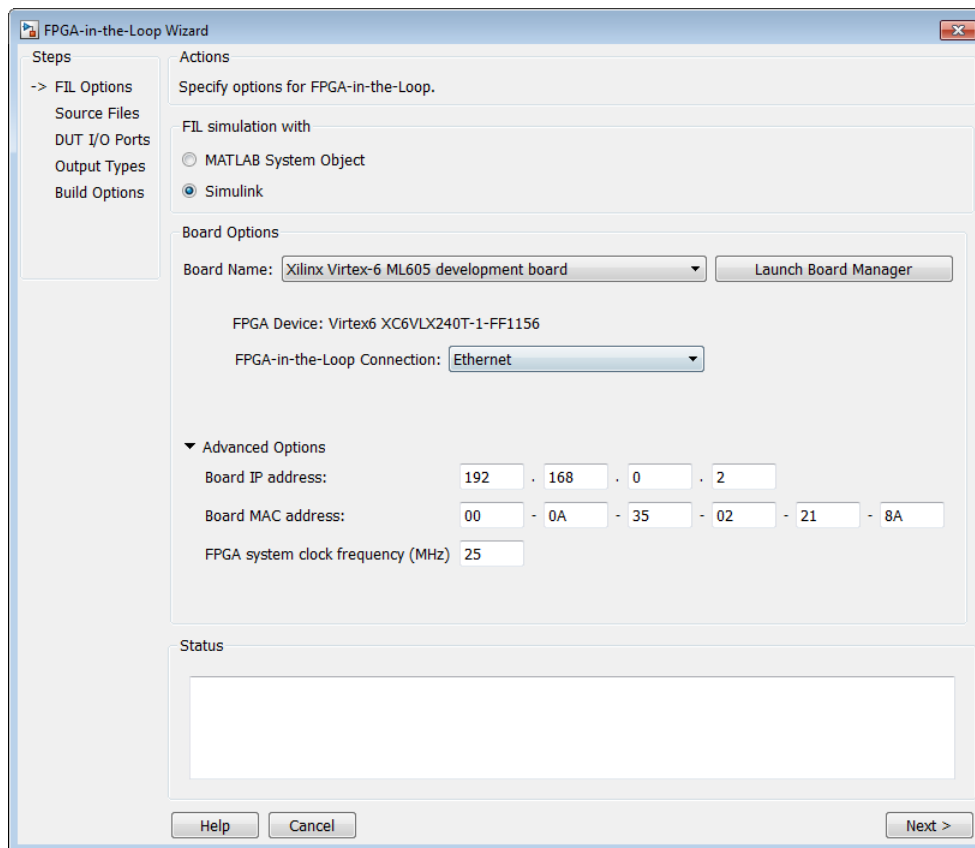 FPGA-in-the-Loop Wizard
Steps
-> FIL Options
Source Files
DUT I/O Ports
Output Types
Build Options
Actions
Specify options for FPGA-in-the-Loop.
FIL simulation with
MATLAB System Object
Simulink
Board Options
Board Name: Xilinx Virtex-6 ML605 development board Launch Board Manager
FPGA Device: Virtex6 XC6VLX240T-1-FF1156
FPGA-in-the-Loop Connection: Ethernet
Advanced Options
Board IP address: 192 . 168 . 0 . 2
Board MAC address: 00 - 0A - 35 - 02 - 21 - 8A
FPGA system clock frequency (MHz) 25
Status
Help Cancel Next >